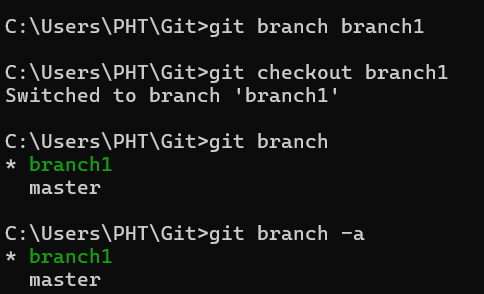 C:\Users\PHT\Git>git branch branch1
C:\Users\PHT\Git>git checkout branch1
Switched to branch 'branch1'
C:\Users\PHT\Git>git branch
* branch1
  master
C:\Users\PHT\Git>git branch -a
* branch1
  master